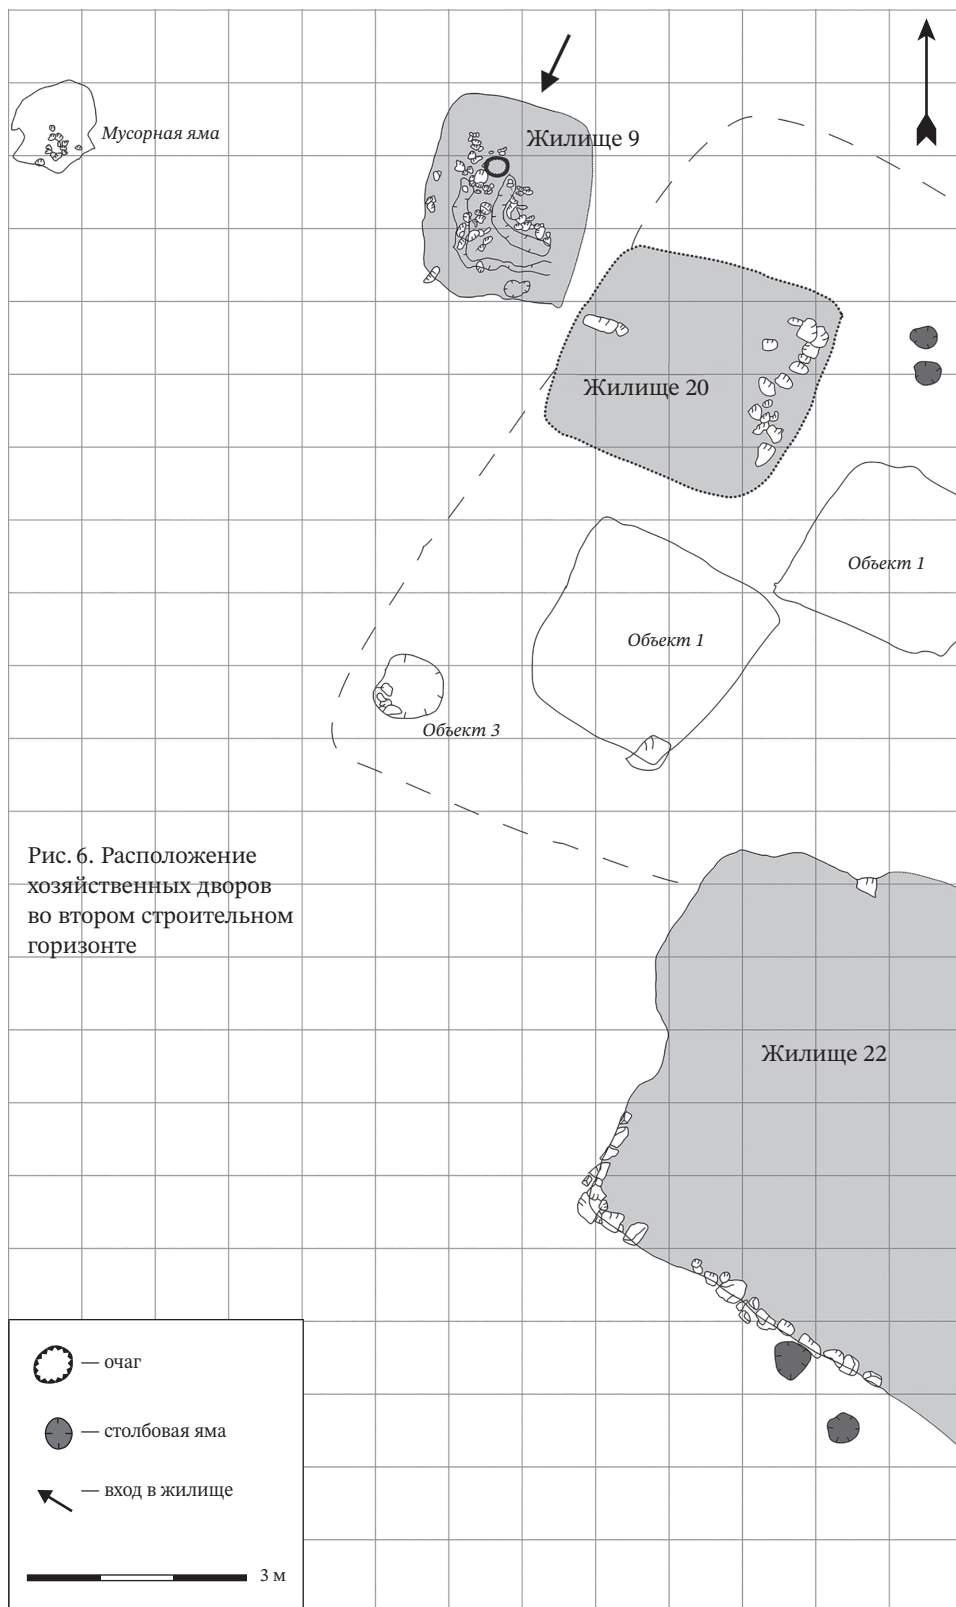 Мусорная яма
Жилище 9
Жилище 20
Объект 1
Объект 1
Объект 3
Рис. 6. Расположение
хозяйственных дворов
во втором строительном
горизонте
Жилище 22
— очаг
— столбовая яма
— вход в жилище
3 м